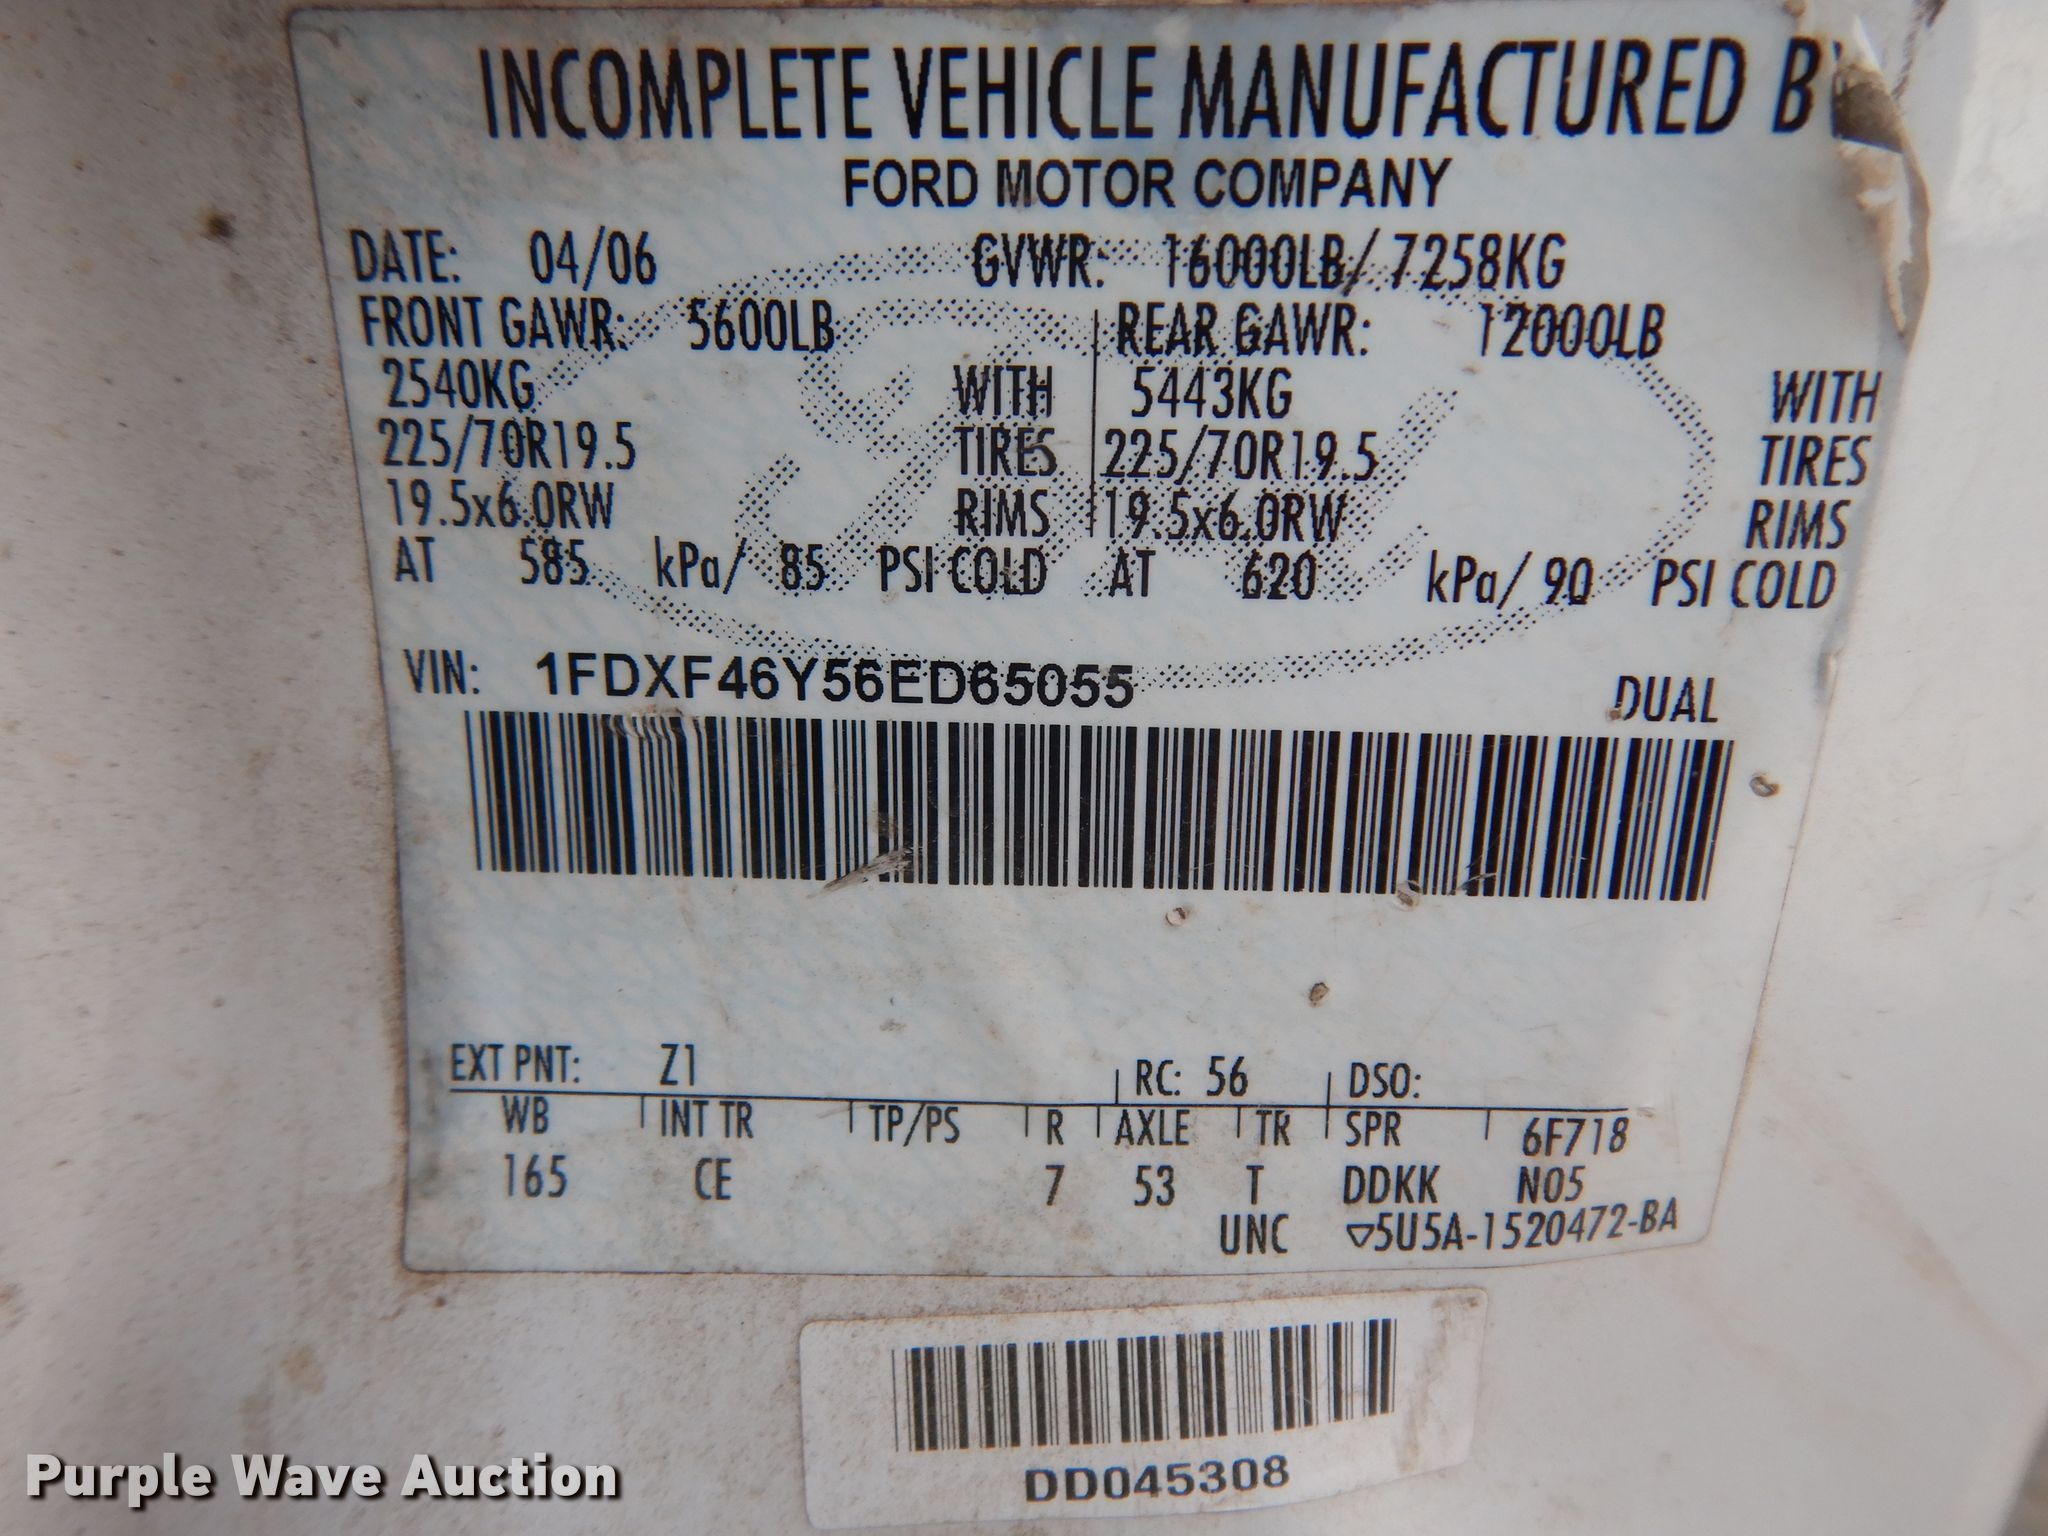 INCOMPLETE VEHICLE MANUFACTURED BY
FORD MOTOR COMPANY
DATE: 04/06 GVWR: 16000LB/ 7258KG
FRONT GAWR: 5600LB REAR GAWR: 12000LB
2540KG WITH 5443KG WITH
225/70R19.5 TIRES 225/70R19.5 TIRES
19.5x6.0RW RIMS 19.5x6.0RW RIMS
AT 585 kPa/ 85 PSI COLD AT 620 kPa/ 90 PSI COLD
VIN: 1FDXF46Y56ED65055 DUAL
EXT PNT: Z1 RC: 56 DSO:
WB INT TR TP/PS R AXLE TR SPR 6F718
165 CE 7 53 T DDKK N05
UNC ▽5U5A-1520472-BA
DD045308
Purple Wave Auction